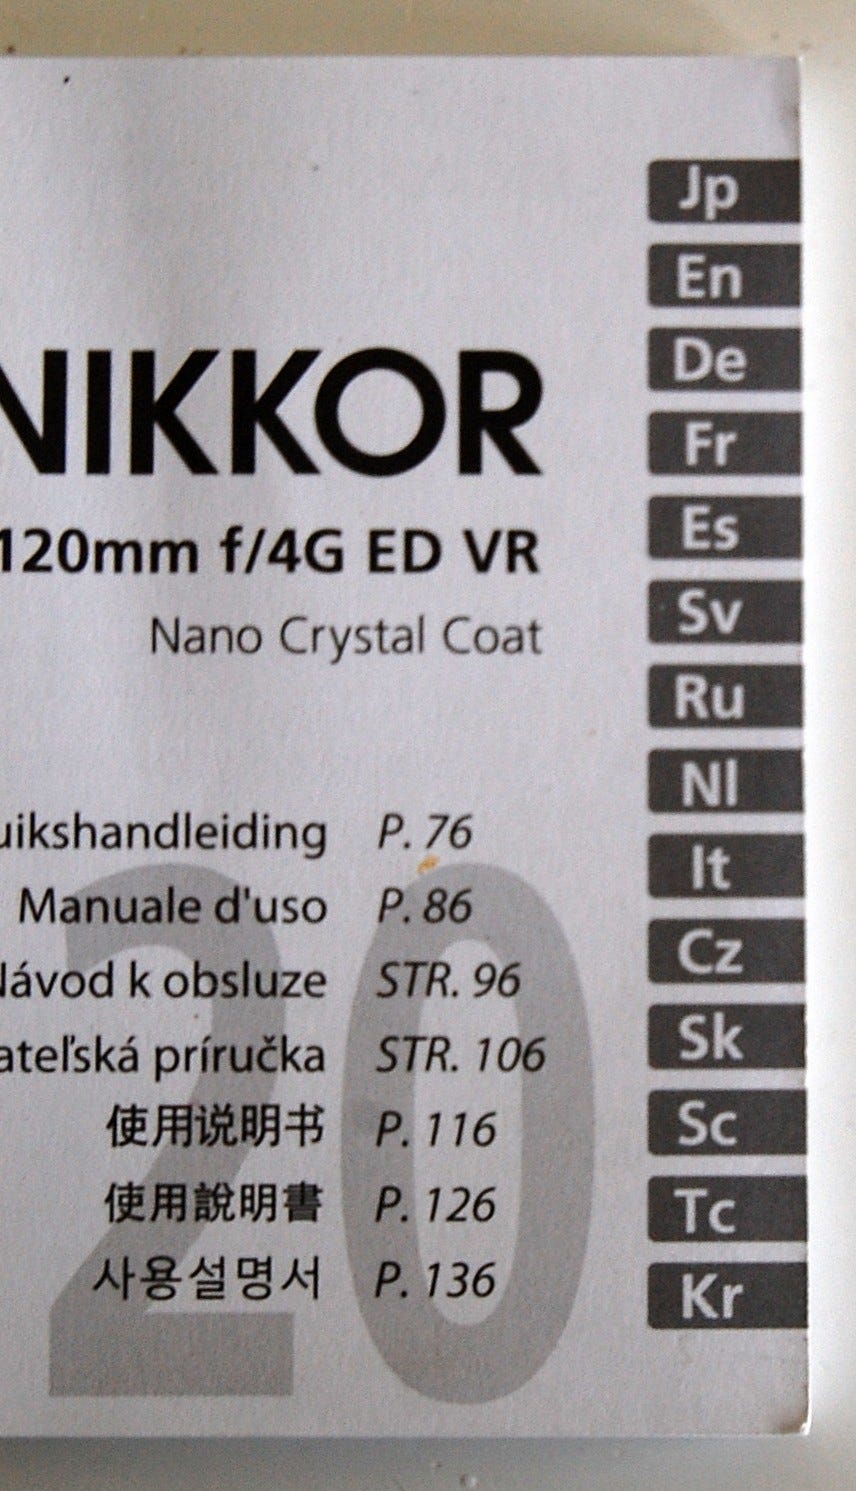 NIKKOR
120mm f/4G ED VR
Nano Crystal Coat
uikshandleiding P. 76
Manuale d'uso P. 86
Návod k obsluze STR. 96
ateľská príručka STR. 106
使用说明书 P. 116
使用說明書 P. 126
사용설명서 P. 136
20
Jp
En
De
Fr
Es
Sv
Ru
Nl
It
Cz
Sk
Sc
Tc
Kr